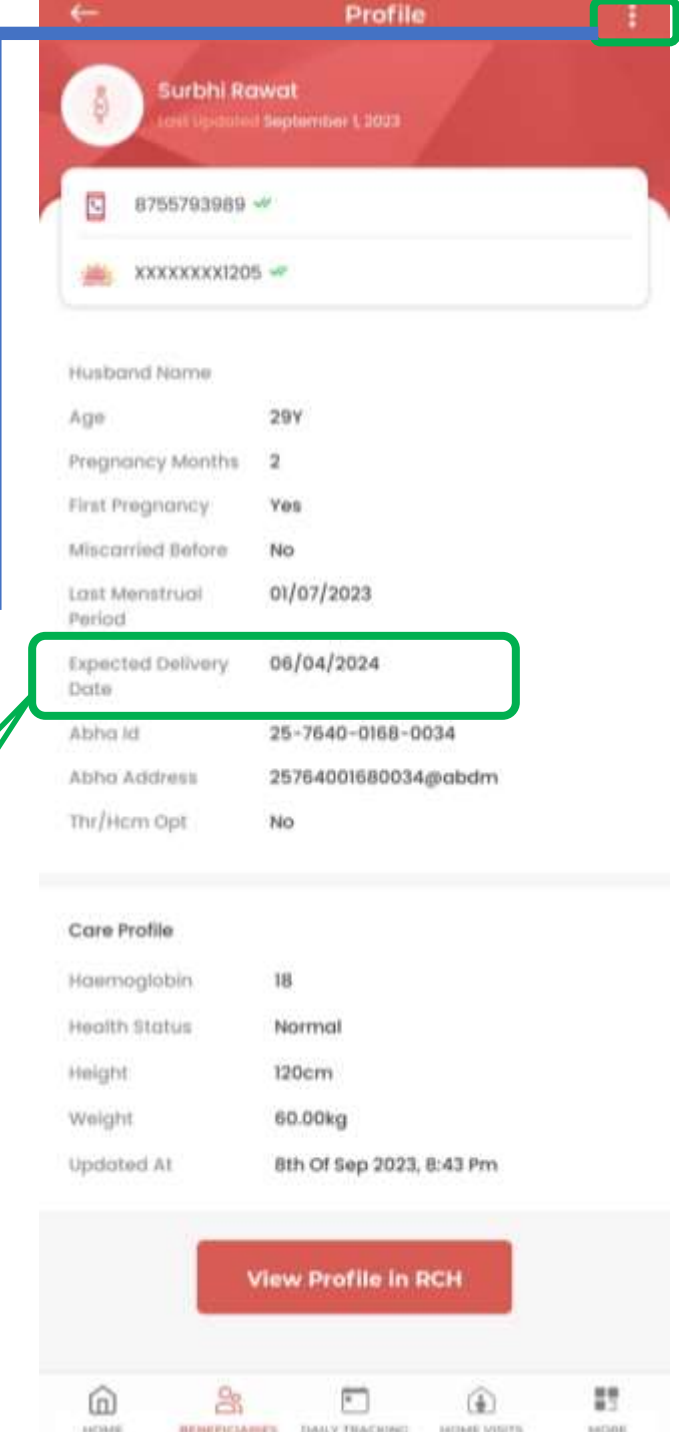 Profile
Surbhi Rawat
Last Updated September 1, 2023
8755793989
XXXXXXXX1205
Husband Name
Age 29Y
Pregnancy Months 2
First Pregnancy Yes
Miscarried Before No
Last Menstrual 01/07/2023
Period
Expected Delivery 06/04/2024
Date
Abha Id 25-7640-0168-0034
Abha Address 25764001680034@abdm
Thr/Hcm Opt No
Care Profile
Haemoglobin 18
Health Status Normal
Height 120cm
Weight 60.00kg
Updated At 8th Of Sep 2023, 8:43 Pm
View Profile in RCH
HOME BENEFICIARIES DAILY TRACKING HOME VISITS MORE